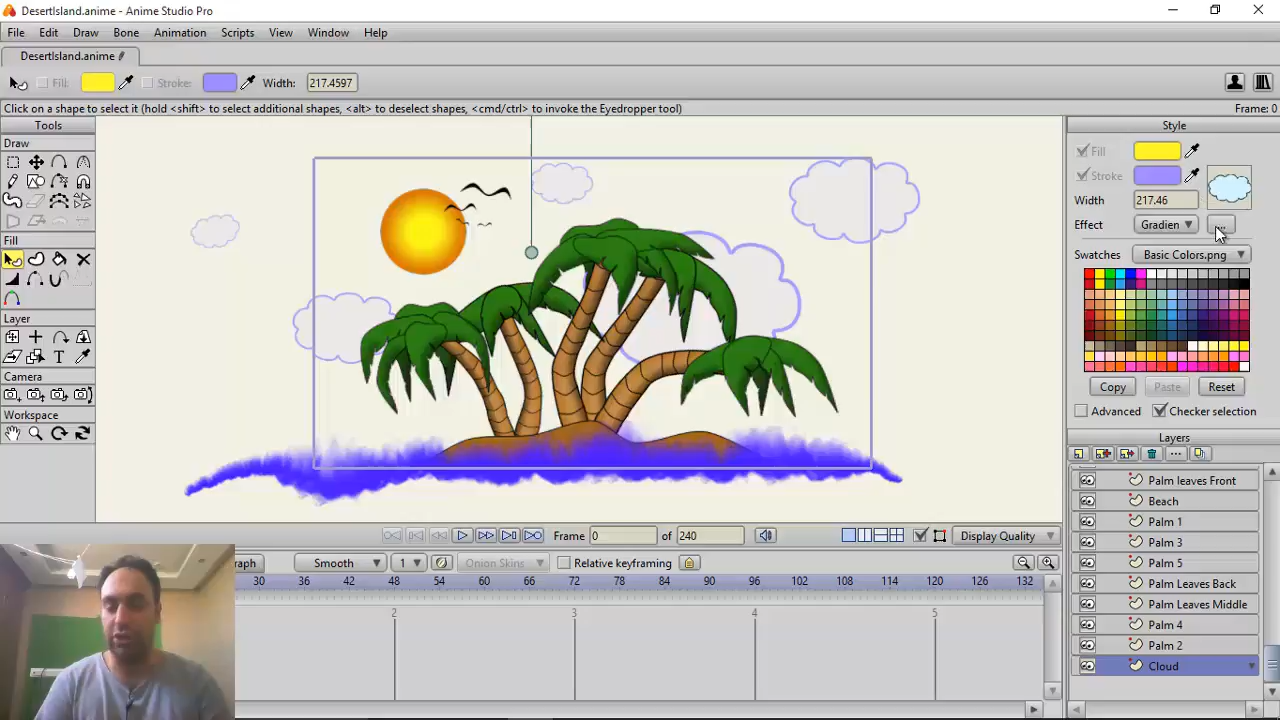 DesertIsland.anime - Anime Studio Pro
File Edit Draw Bone Animation Scripts View Window Help
DesertIsland.anime
Fill: Stroke: Width: 217.4597
Click on a shape to select it (hold <shift> to select additional shapes, <alt> to deselect shapes, <cmd/ctrl> to invoke the Eyedropper tool)
Frame: 0
Tools
Draw
Fill
Layer
Camera
Workspace
Style
Fill
Stroke
Width 217.46
Effect Gradien ...
Swatches Basic Colors.png
Copy Paste Reset
Advanced Checker selection
Layers
Palm leaves Front
Beach
Palm 1
Palm 3
Palm 5
Palm Leaves Back
Palm Leaves Middle
Palm 4
Palm 2
Cloud
Frame 0 of 240 Display Quality
raph Smooth 1 Onion Skins Relative keyframing
30 36 42 48 54 60 66 72 78 84 90 96 102 108 114 120 126 132
2 3 4 5